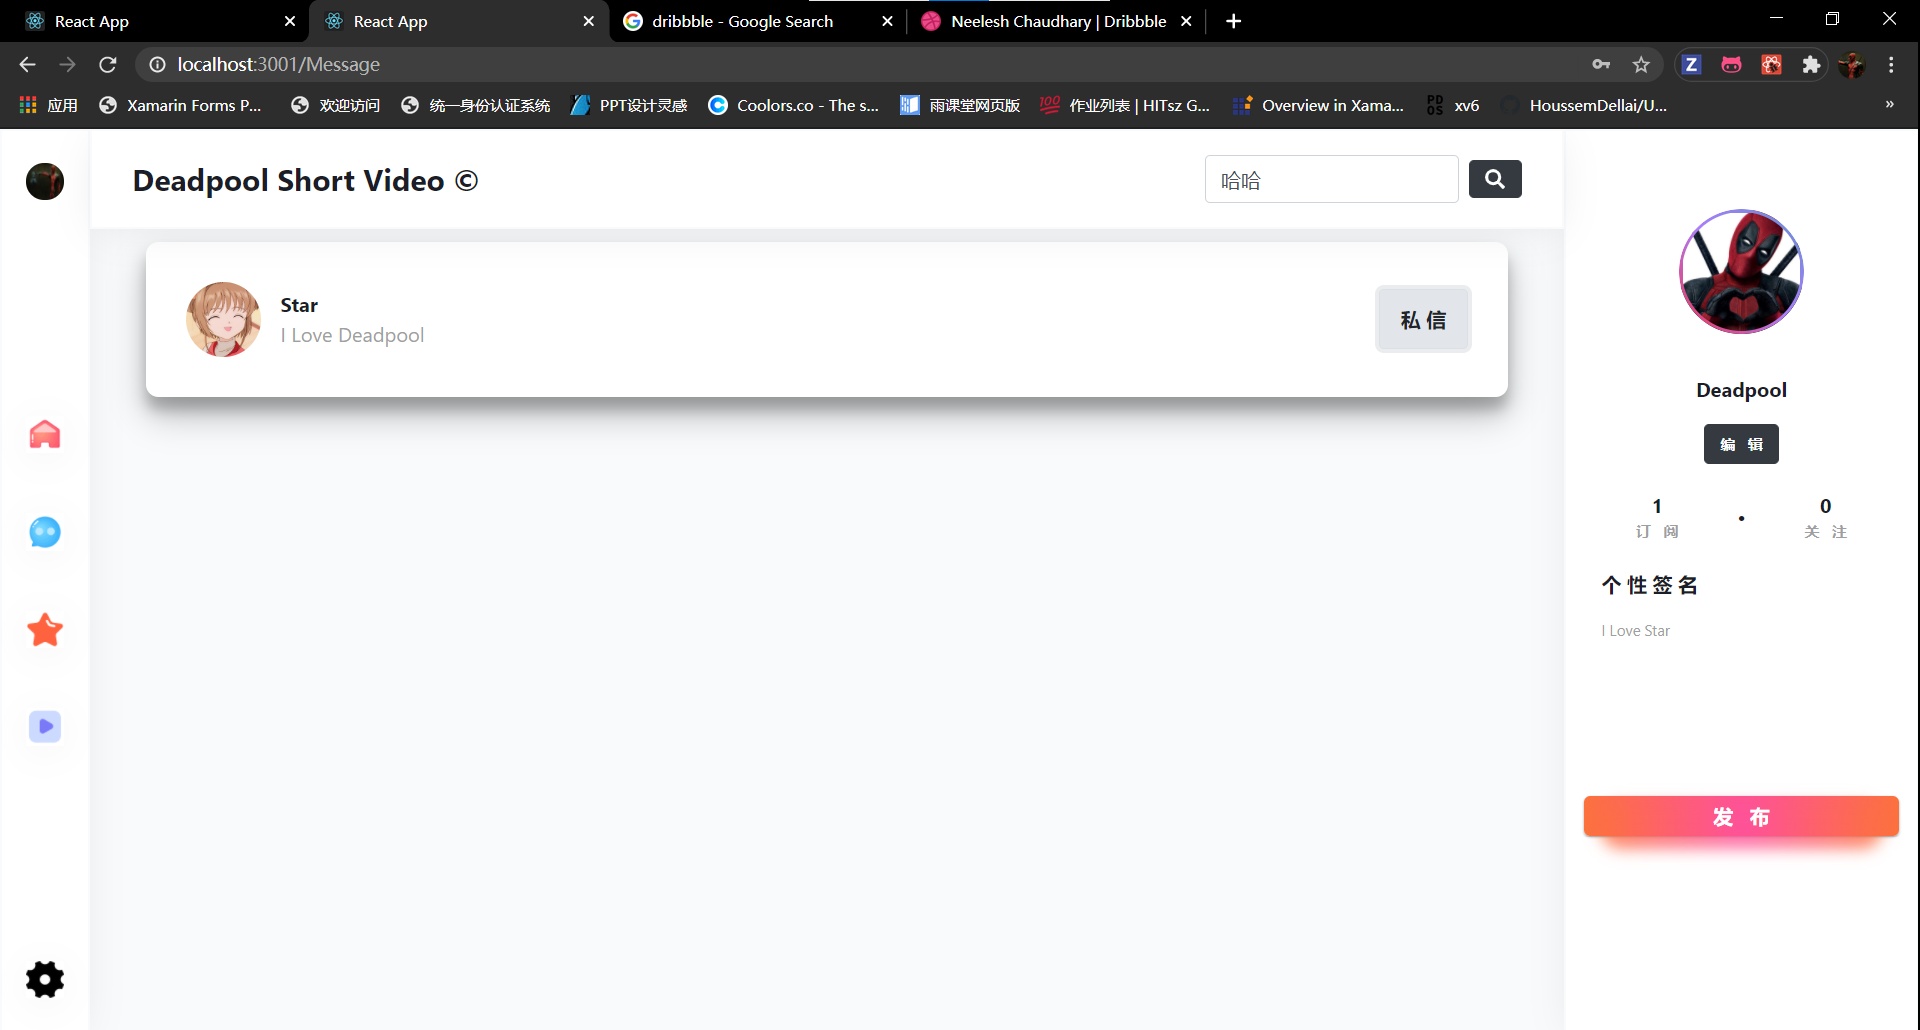 React App
React App
dribbble - Google Search
Neelesh Chaudhary | Dribbble
localhost:3001/Message
应用
Xamarin Forms P...
欢迎访问
统一身份认证系统
PPT设计灵感
Coolors.co - The s...
雨课堂网页版
作业列表 | HITsz G...
Overview in Xama...
xv6
HoussemDellai/U...
Deadpool Short Video ©
哈哈
Star
I Love Deadpool
私 信
Deadpool
编 辑
1
0
订 阅
关 注
个 性 签 名
I Love Star
发 布